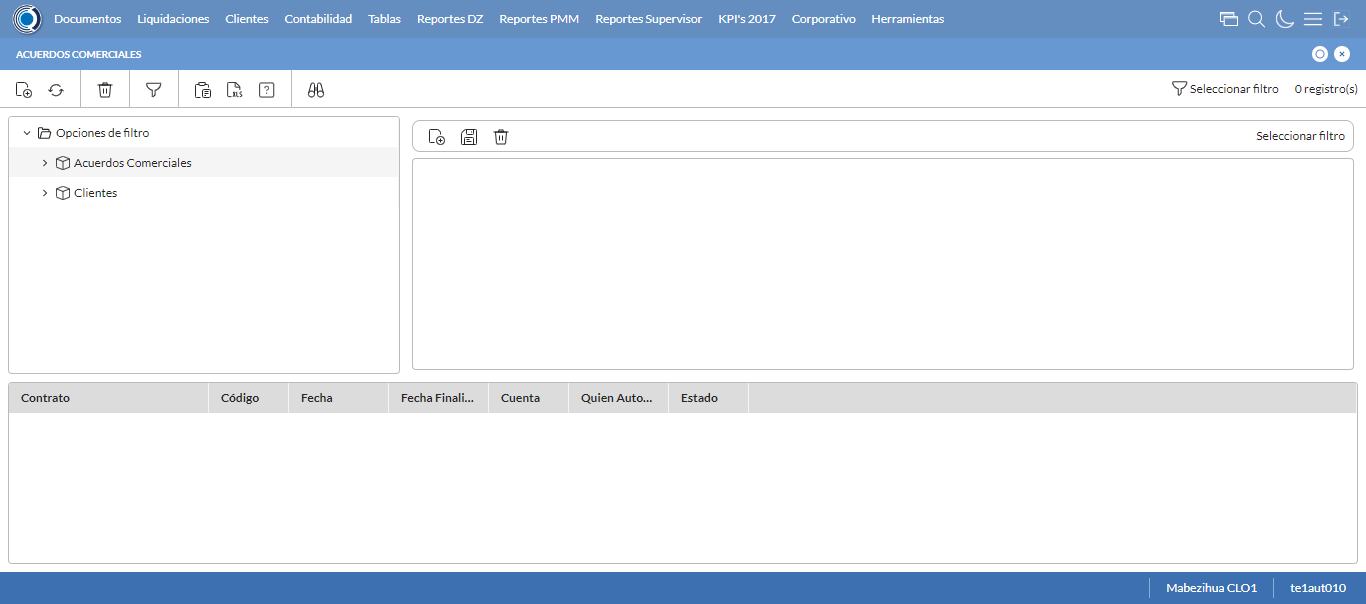 Documentos Liquidaciones Clientes Contabilidad Tablas Reportes DZ Reportes PMM Reportes Supervisor KPI's 2017 Corporativo Herramientas
ACUERDOS COMERCIALES
XLS ? Seleccionar filtro 0 registro(s)
Opciones de filtro
Acuerdos Comerciales
Clientes
Seleccionar filtro
Contrato Código Fecha Fecha Finali... Cuenta Quien Auto... Estado
Mabezihua CLO1 te1aut010